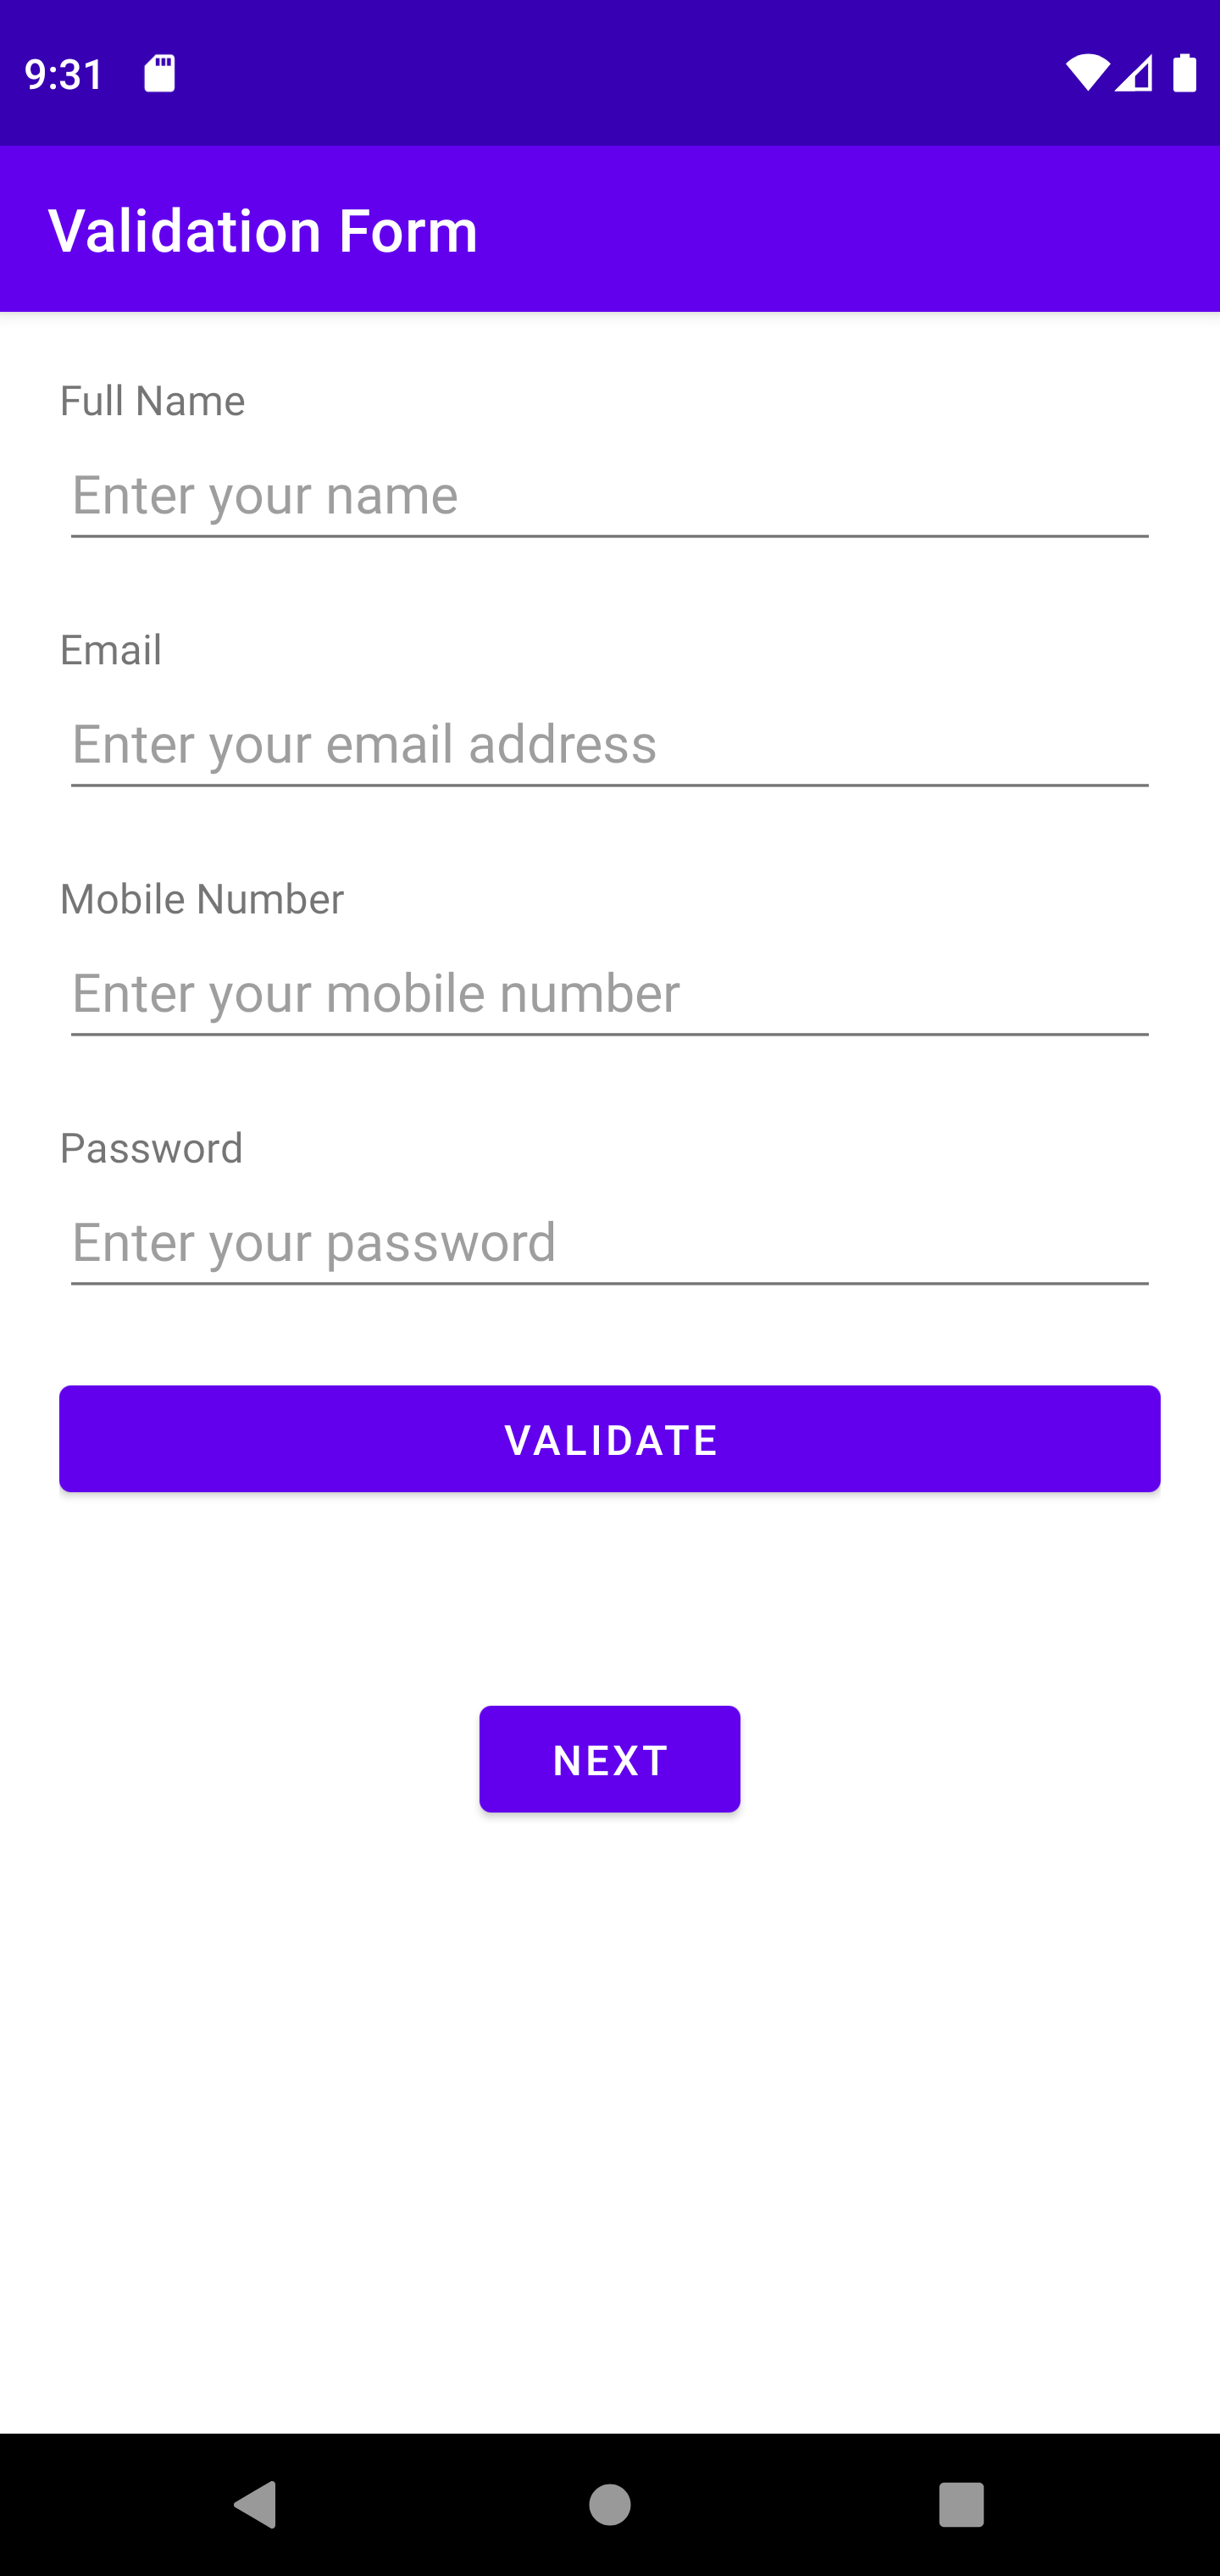 9:31
Validation Form
Full Name
Enter your name
Email
Enter your email address
Mobile Number
Enter your mobile number
Password
Enter your password
VALIDATE
NEXT